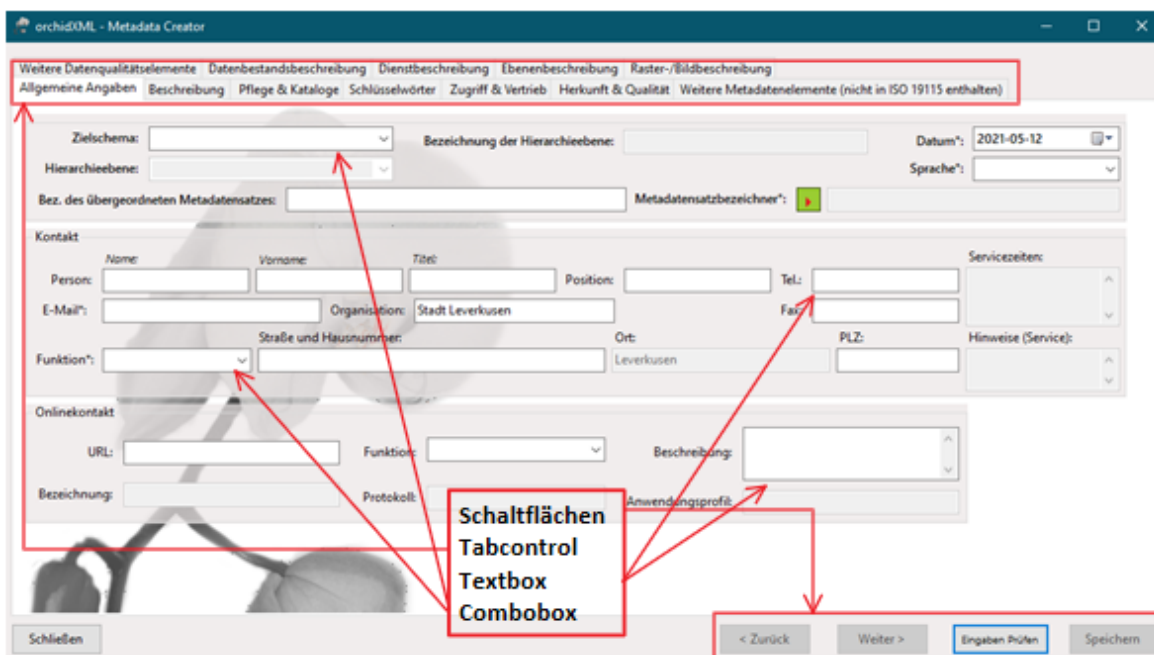 orchidXML - Metadata Creator
Weitere Datenqualitätselemente Datenbestandsbeschreibung Dienstbeschreibung Ebenenbeschreibung Raster-/Bildbeschreibung
Allgemeine Angaben Beschreibung Pflege & Kataloge Schlüsselwörter Zugriff & Vertrieb Herkunft & Qualität Weitere Metadatenelemente (nicht in ISO 19115 enthalten)
Zielschema: Bezeichnung der Hierarchieebene: Datum*: 2021-05-12
Hierarchieebene: Sprache*:
Bez. des übergeordneten Metadatensatzes: Metadatensatzbezeichner*:
Kontakt
Name: Vorname: Titel: Servicezeiten:
Person: Position: Tel.:
E-Mail*: Organisation: Stadt Leverkusen Fax:
Straße und Hausnummer: Ort: PLZ: Hinweise (Service):
Funktion*: Leverkusen
Onlinekontakt
URL: Funktion: Beschreibung:
Bezeichnung: Protokoll: Anwendungsprofil:
Schaltflächen
Tabcontrol
Textbox
Combobox
Schließen < Zurück Weiter > Eingaben Prüfen Speichern